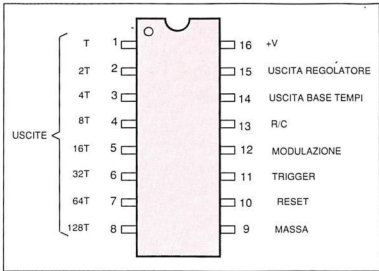 T 1 16 +V
2T 2 15 USCITA REGOLATORE
4T 3 14 USCITA BASE TEMPI
8T 4 13 R/C
USCITE
16T 5 12 MODULAZIONE
32T 6 11 TRIGGER
64T 7 10 RESET
128T 8 9 MASSA